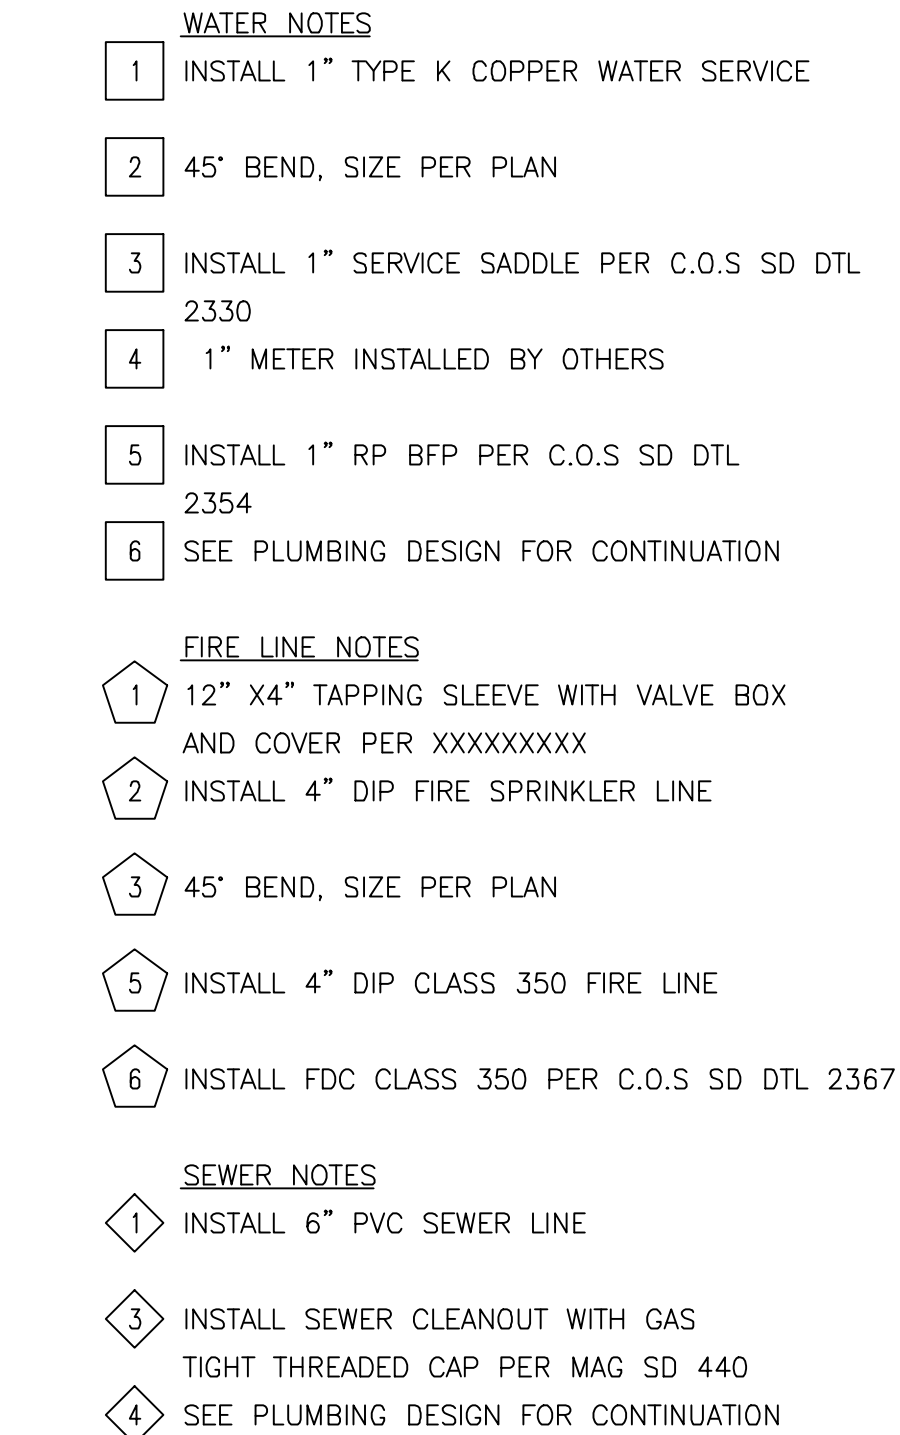 WATER NOTES
1 INSTALL 1" TYPE K COPPER WATER SERVICE
2 45° BEND, SIZE PER PLAN
3 INSTALL 1" SERVICE SADDLE PER C.O.S SD DTL
2330
4 1" METER INSTALLED BY OTHERS
5 INSTALL 1" RP BFP PER C.O.S SD DTL
2354
6 SEE PLUMBING DESIGN FOR CONTINUATION
FIRE LINE NOTES
1 12" X4" TAPPING SLEEVE WITH VALVE BOX
AND COVER PER XXXXXXXXX
2 INSTALL 4" DIP FIRE SPRINKLER LINE
3 45° BEND, SIZE PER PLAN
5 INSTALL 4" DIP CLASS 350 FIRE LINE
6 INSTALL FDC CLASS 350 PER C.O.S SD DTL 2367
SEWER NOTES
1 INSTALL 6" PVC SEWER LINE
3 INSTALL SEWER CLEANOUT WITH GAS
TIGHT THREADED CAP PER MAG SD 440
4 SEE PLUMBING DESIGN FOR CONTINUATION